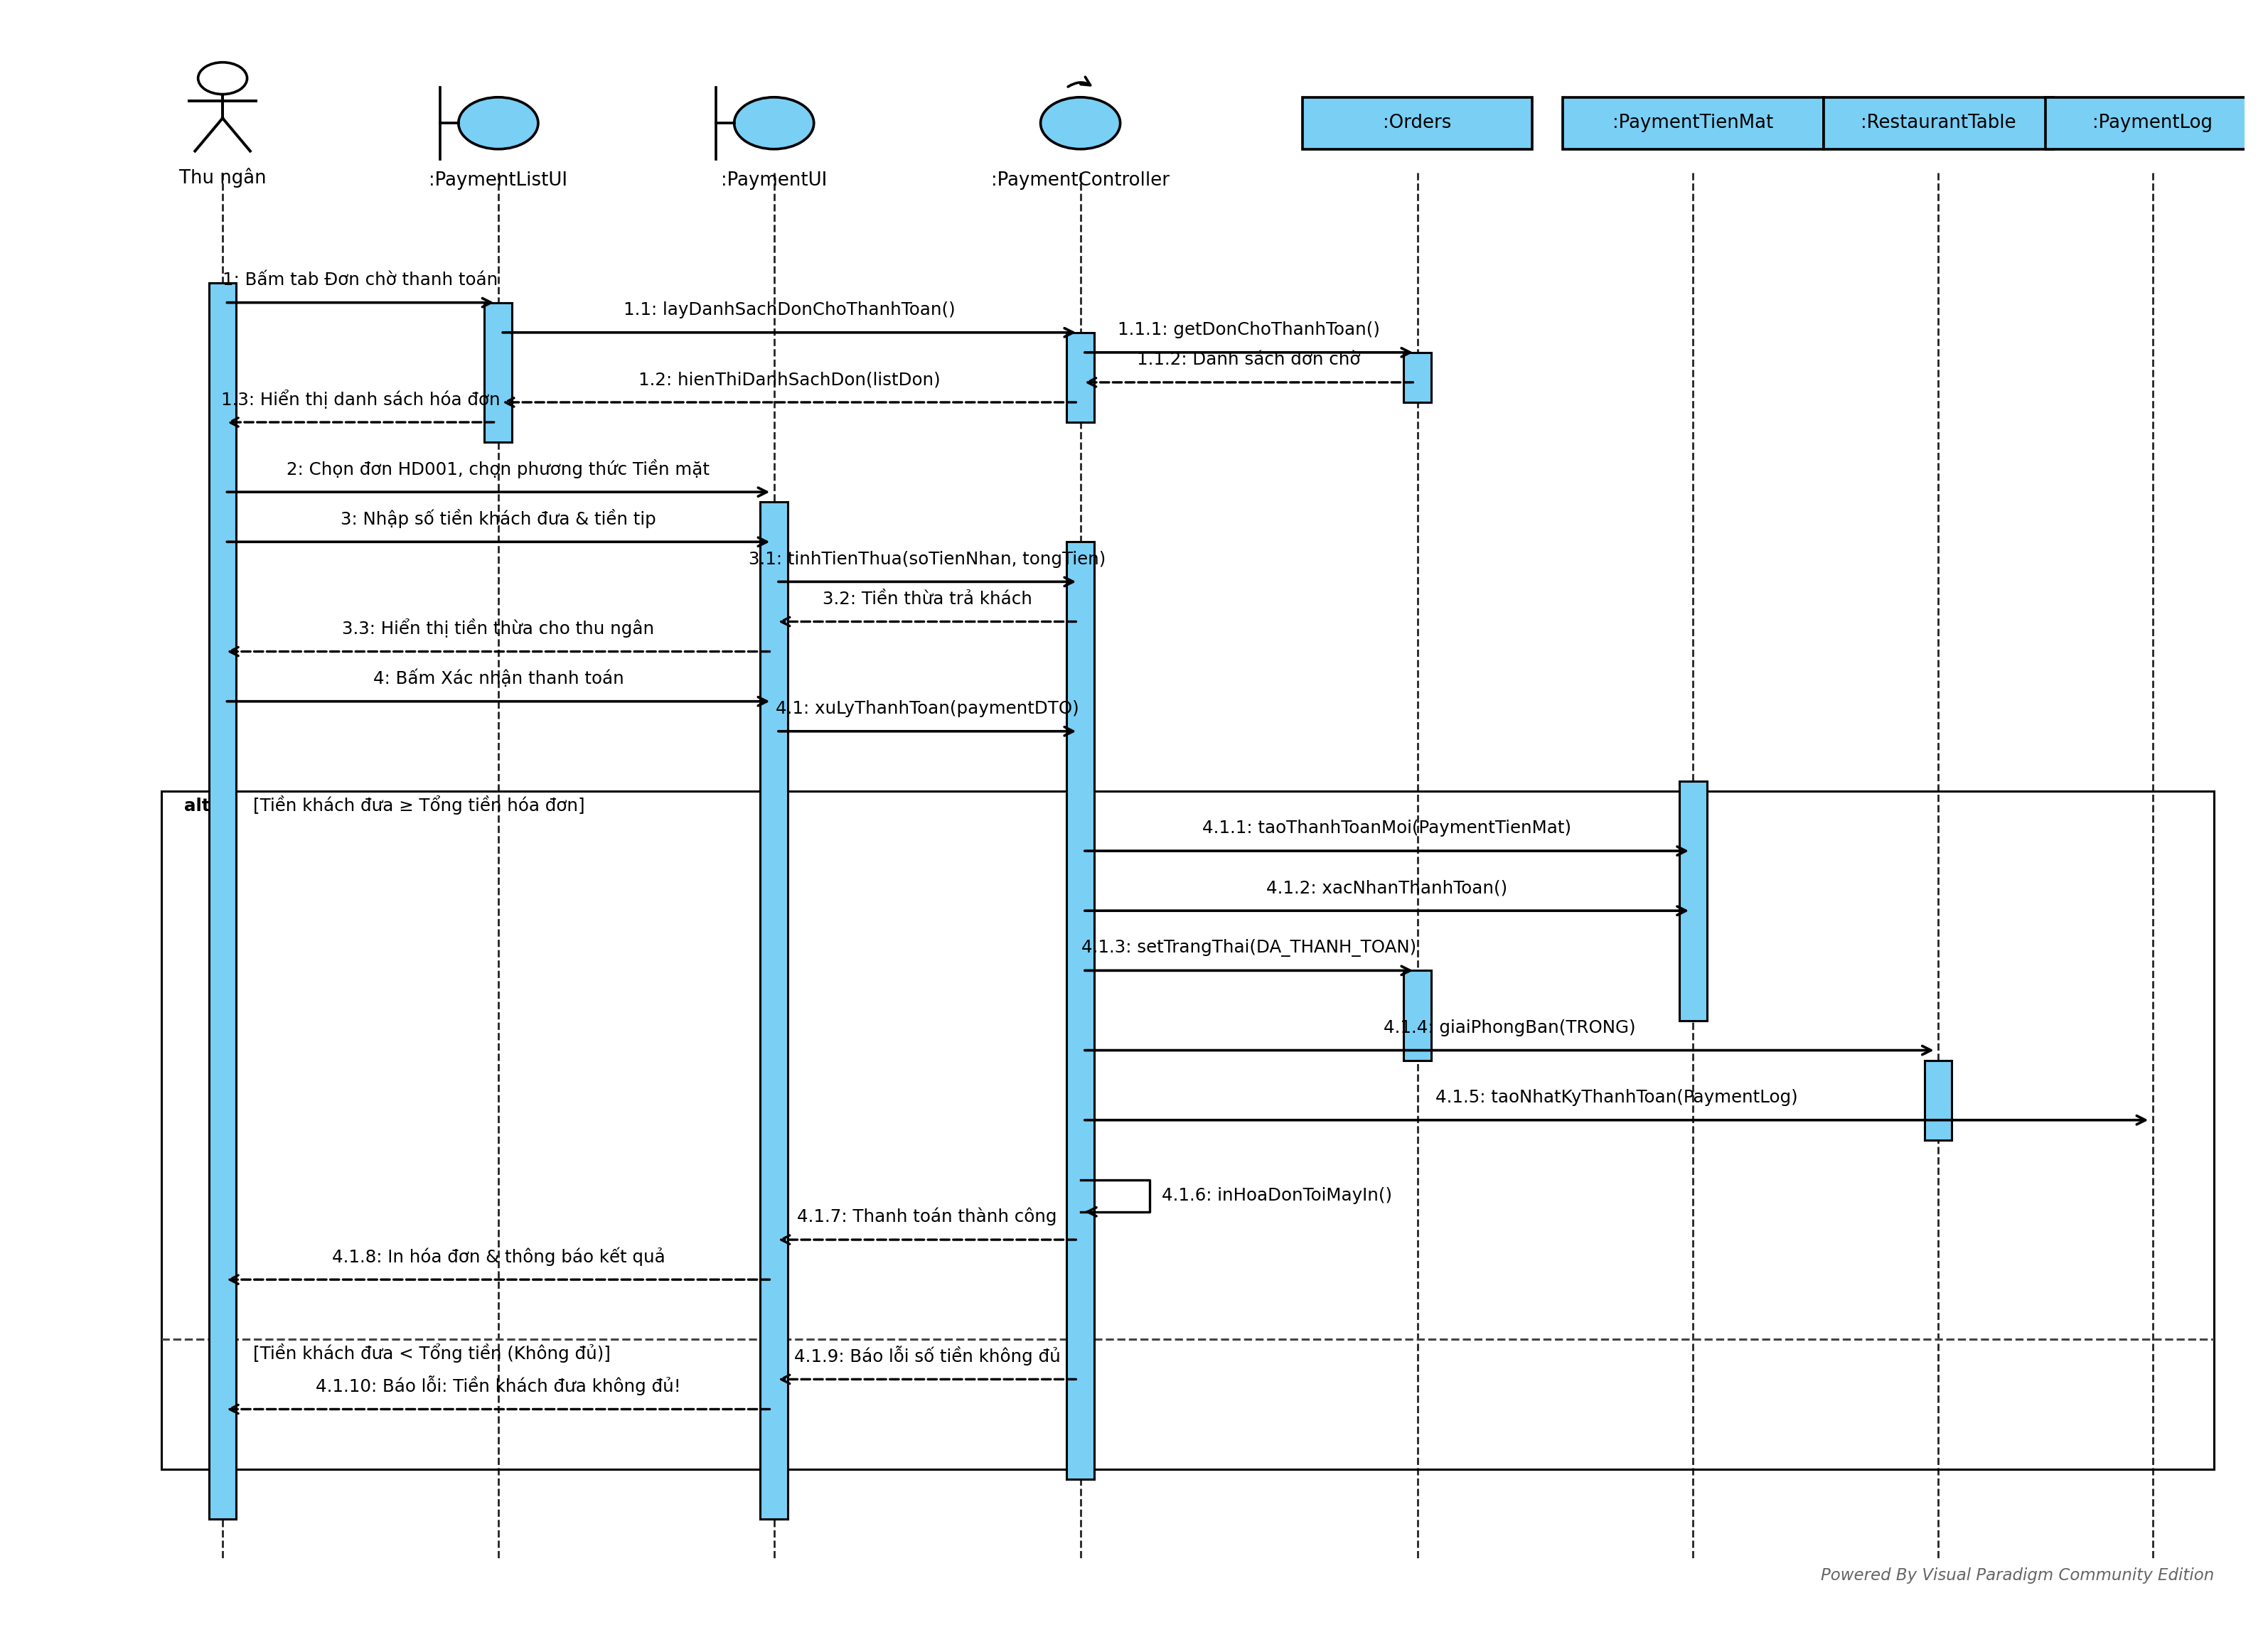 :Orders
:PaymentTienMat
:RestaurantTable
:PaymentLog
Thu ngân
:PaymentListUI
:PaymentUI
:PaymentController
1: Bấm tab Đơn chờ thanh toán
1.1: layDanhSachDonChoThanhToan()
1.1.1: getDonChoThanhToan()
1.1.2: Danh sách đơn chờ
1.2: hienThiDanhSachDon(listDon)
1.3: Hiển thị danh sách hóa đơn
2: Chọn đơn HD001, chọn phương thức Tiền mặt
3: Nhập số tiền khách đưa & tiền tip
3.1: tinhTienThua(soTienNhan, tongTien)
3.2: Tiền thừa trả khách
3.3: Hiển thị tiền thừa cho thu ngân
4: Bấm Xác nhận thanh toán
4.1: xuLyThanhToan(paymentDTO)
alt
[Tiền khách đưa ≥ Tổng tiền hóa đơn]
4.1.1: taoThanhToanMoi(PaymentTienMat)
4.1.2: xacNhanThanhToan()
4.1.3: setTrangThai(DA_THANH_TOAN)
4.1.4: giaiPhongBan(TRONG)
4.1.5: taoNhatKyThanhToan(PaymentLog)
4.1.6: inHoaDonToiMayIn()
4.1.7: Thanh toán thành công
4.1.8: In hóa đơn & thông báo kết quả
[Tiền khách đưa < Tổng tiền (Không đủ)]
4.1.9: Báo lỗi số tiền không đủ
4.1.10: Báo lỗi: Tiền khách đưa không đủ!
Powered By Visual Paradigm Community Edition